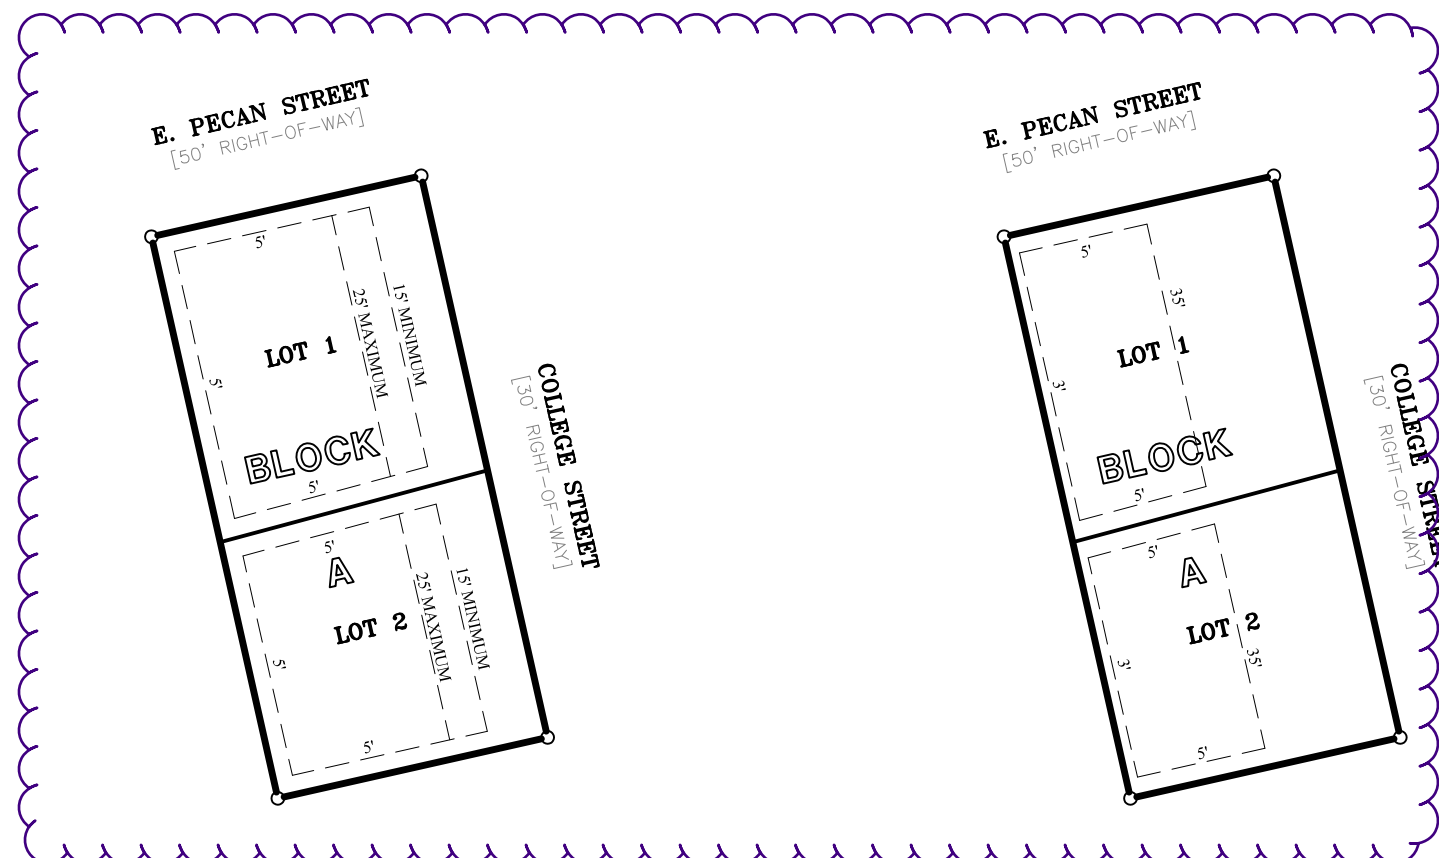 E. PECAN STREET
[50' RIGHT-OF-WAY]
5'
25' MAXIMUM
15' MINIMUM
LOT 1
5'
BLOCK
5'
COLLEGE STREET
[30' RIGHT-OF-WAY]
5'
A
25' MAXIMUM
15' MINIMUM
LOT 2
5'
5'
E. PECAN STREET
[50' RIGHT-OF-WAY]
5'
35'
LOT 1
3'
BLOCK
5'
COLLEGE STREET
[30' RIGHT-OF-WAY]
5'
A
LOT 2
3'
35'
5'